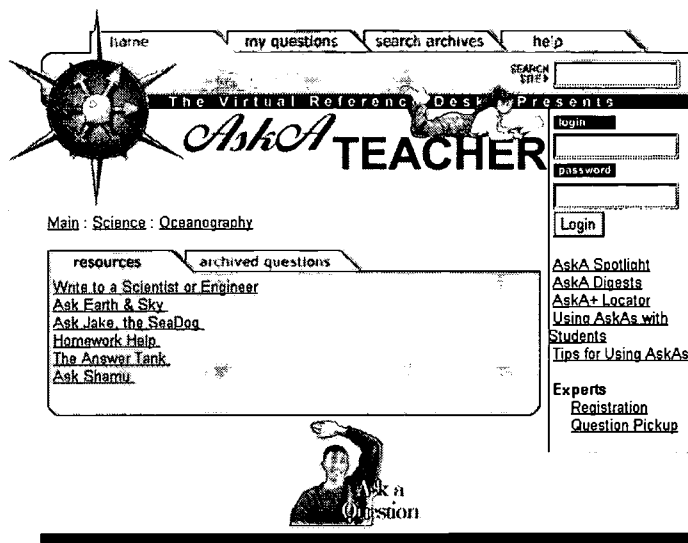 home my questions search archives help
SEARCH
SITE
The Virtual Reference Desk Presents
AskA TEACHER
login
password
Login
Main : Science : Oceanography
resources archived questions
Write to a Scientist or Engineer
Ask Earth & Sky
Ask Jake, the SeaDog
Homework Help
The Answer Tank
Ask Shamu
AskA Spotlight
AskA Digests
AskA+ Locator
Using AskAs with
Students
Tips for Using AskAs
Experts
Registration
Question Pickup
Ask a
Question